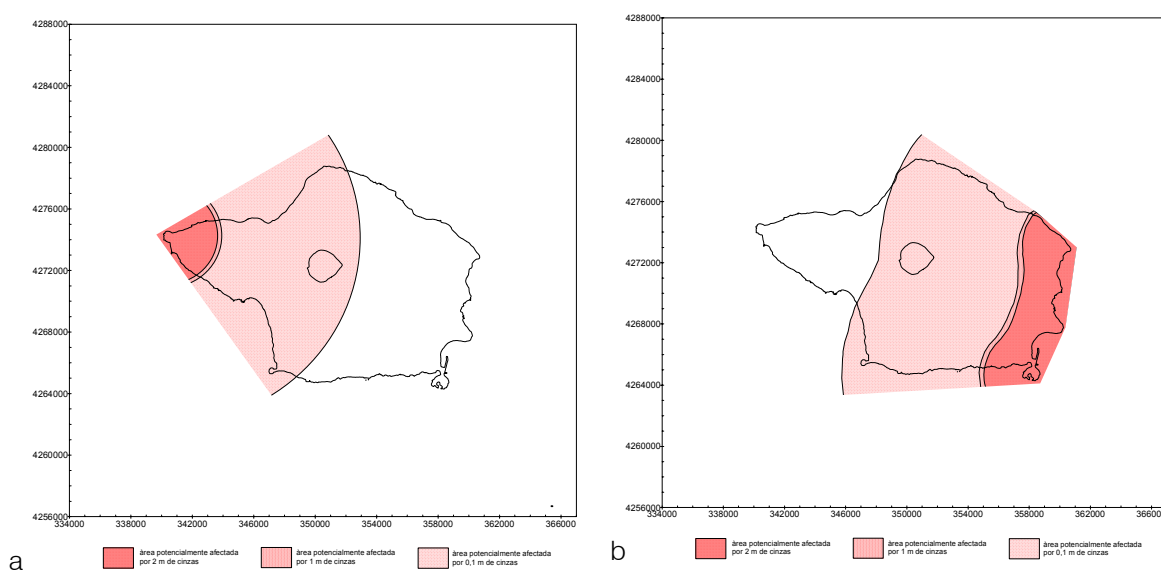 4288000
4284000
4280000
4276000
4272000
4268000
4264000
4260000
4256000
334000 338000 342000 346000 350000 354000 358000 362000 366000
a
área potencialmente afectada
por 2 m de cinzas
área potencialmente afectada
por 1 m de cinzas
área potencialmente afectada
por 0,1 m de cinzas
4288000
4284000
4280000
4276000
4272000
4268000
4264000
4260000
4256000
334000 338000 342000 346000 350000 354000 358000 362000 366000
b
área potencialmente afectada
por 2 m de cinzas
área potencialmente afectada
por 1 m de cinzas
área potencialmente afectada
por 0,1 m de cinzas